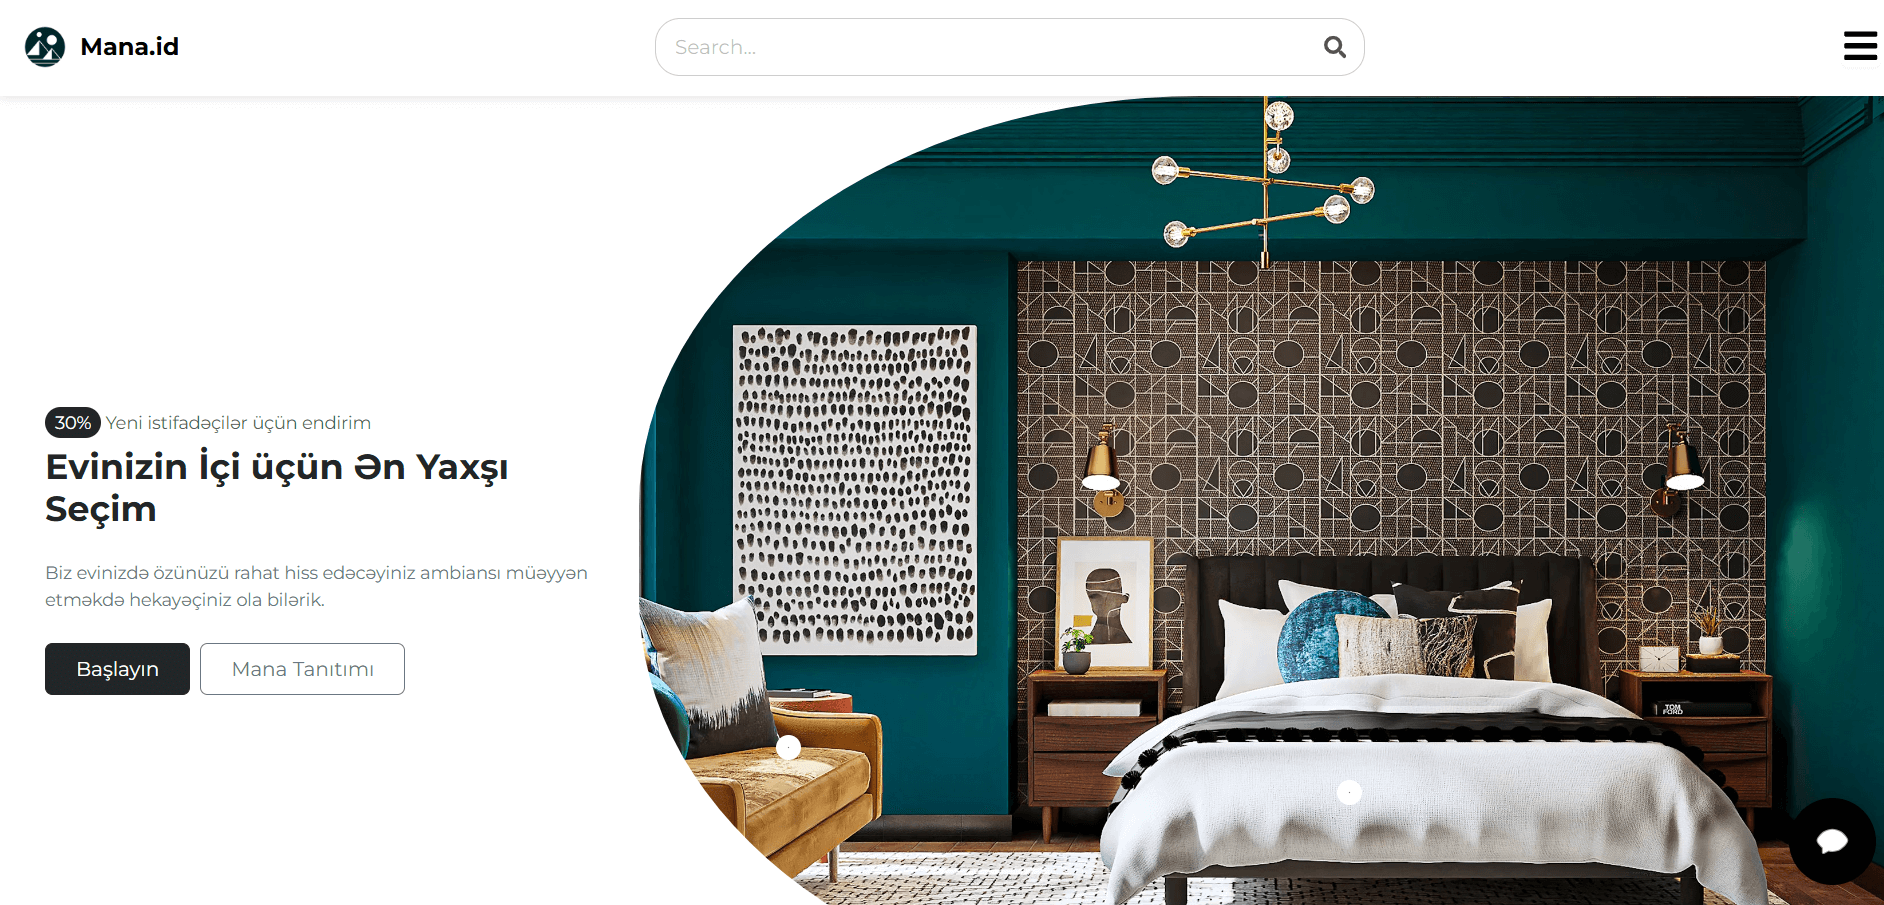 Mana.id
Search...
30% Yeni istifadəçilər üçün endirim
Evinizin İçi üçün Ən Yaxşı
Seçim
Biz evinizdə özünüzü rahat hiss edəcəyiniz ambiansı müəyyən
etməkdə hekayəçiniz ola bilərik.
Başlayın
Mana Tanıtımı
TOM
FORD